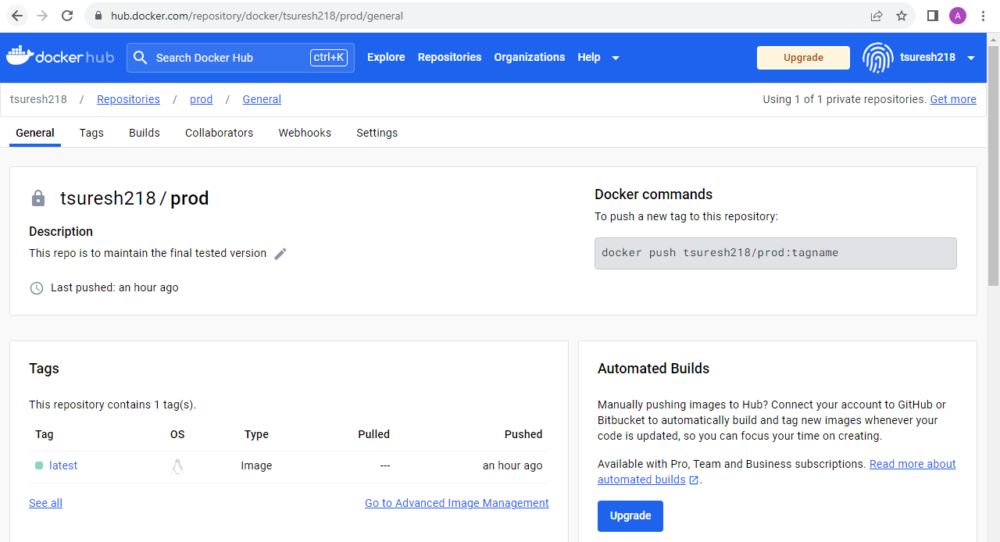 hub.docker.com/repository/docker/tsuresh218/prod/general
A
docker hub
Search Docker Hub
ctrl+K
Explore
Repositories
Organizations
Help
Upgrade
tsuresh218
tsuresh218 / Repositories / prod / General
Using 1 of 1 private repositories. Get more
General
Tags
Builds
Collaborators
Webhooks
Settings
tsuresh218 / prod
Description
This repo is to maintain the final tested version
Last pushed: an hour ago
Docker commands
To push a new tag to this repository:
docker push tsuresh218/prod:tagname
Tags
This repository contains 1 tag(s).
Tag OS Type Pulled Pushed
latest Image --- an hour ago
See all
Go to Advanced Image Management
Automated Builds
Manually pushing images to Hub? Connect your account to GitHub or
Bitbucket to automatically build and tag new images whenever your
code is updated, so you can focus your time on creating.
Available with Pro, Team and Business subscriptions. Read more about
automated builds .
Upgrade